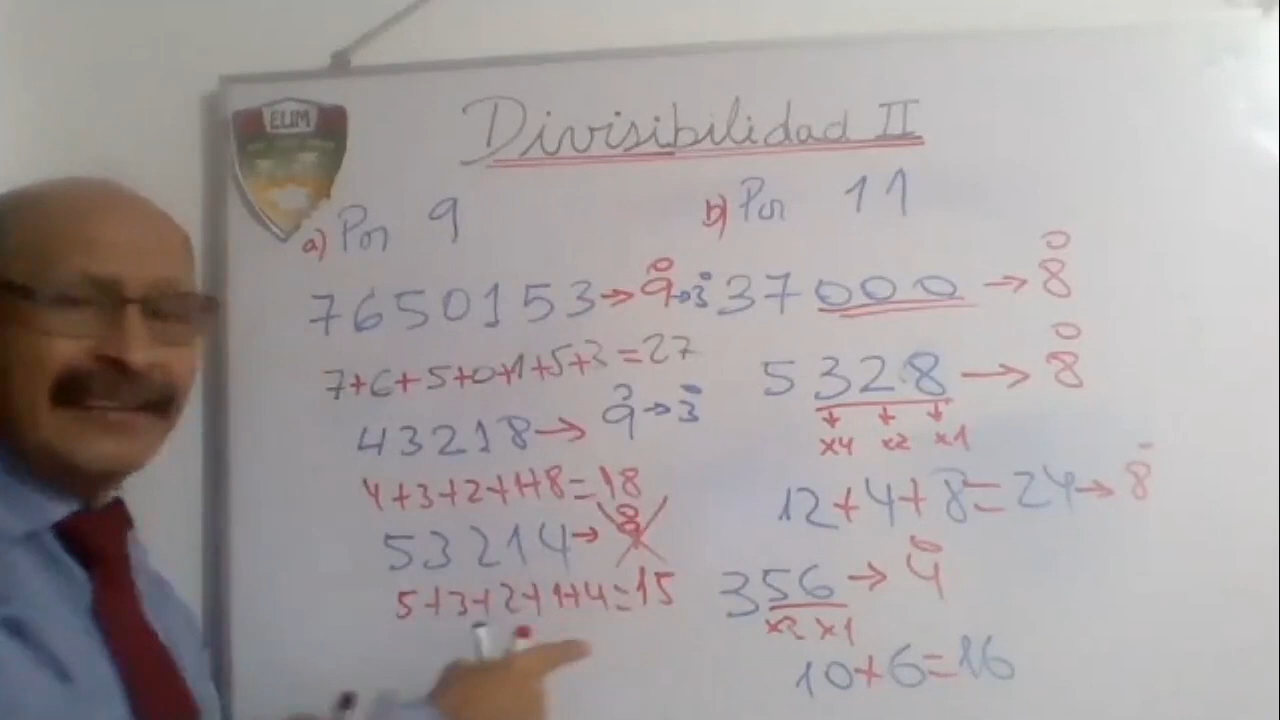 ELIM
Divisibilidad II
a) Por 9
7650153→9̊→3̊
7+6+5+0+1+5+3=27
43218→9̊→3̊
4+3+2+1+8=18
53214→9̊
5+3+2+1+4=15
b) Por 11
37000→8̊
5328→8̊
x4 x2 x1
12+4+8=24→8̊
356→4̊
x2 x1
10+6=16